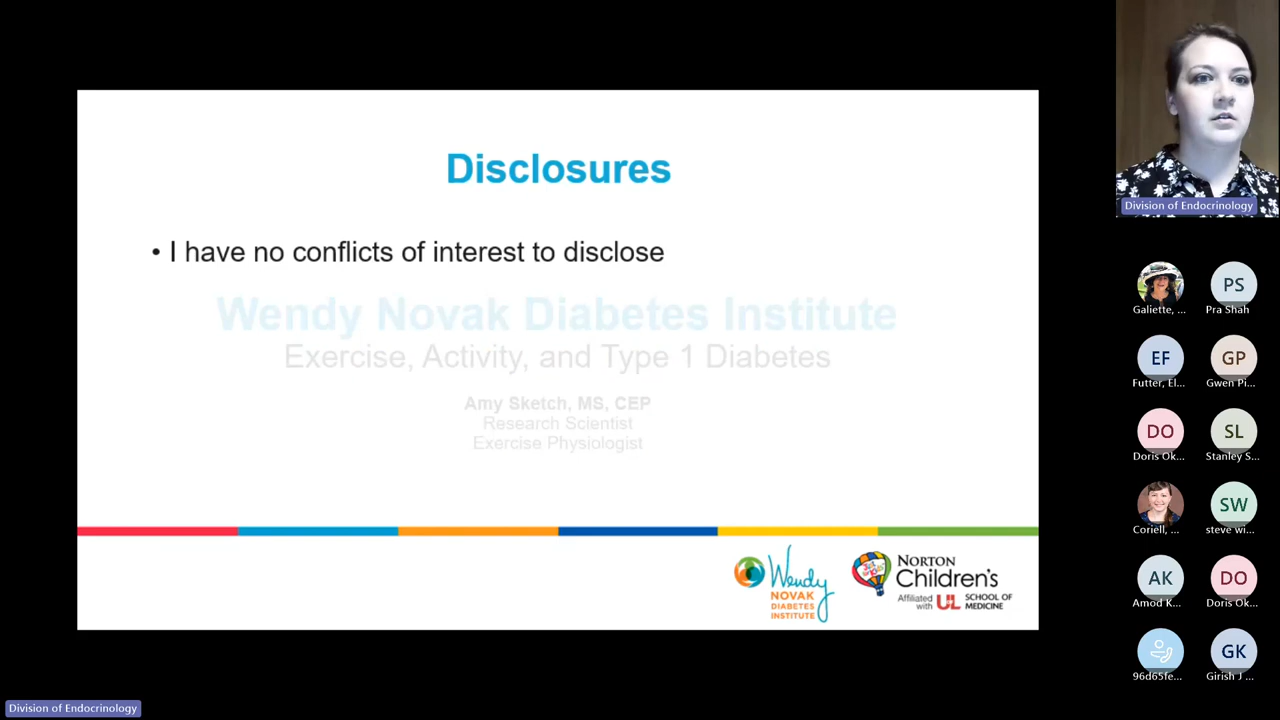 Disclosures
• I have no conflicts of interest to disclose
Wendy Novak Diabetes Institute
Exercise, Activity, and Type 1 Diabetes
Amy Sketch, MS, CEP
Research Scientist
Exercise Physiologist
Wendy
NOVAK
DIABETES
INSTITUTE
Just for Kids
NORTON
Children's
Affiliated with UL SCHOOL OF MEDICINE
Division of Endocrinology
Galiette, ...
PS
Pra Shah
EF
Futter, El...
GP
Gwen Pi...
DO
Doris Ok...
SL
Stanley S...
Coriell, ...
SW
steve wi...
AK
Amod K...
DO
Doris Ok...
96d65fe...
GK
Girish J ...
Division of Endocrinology